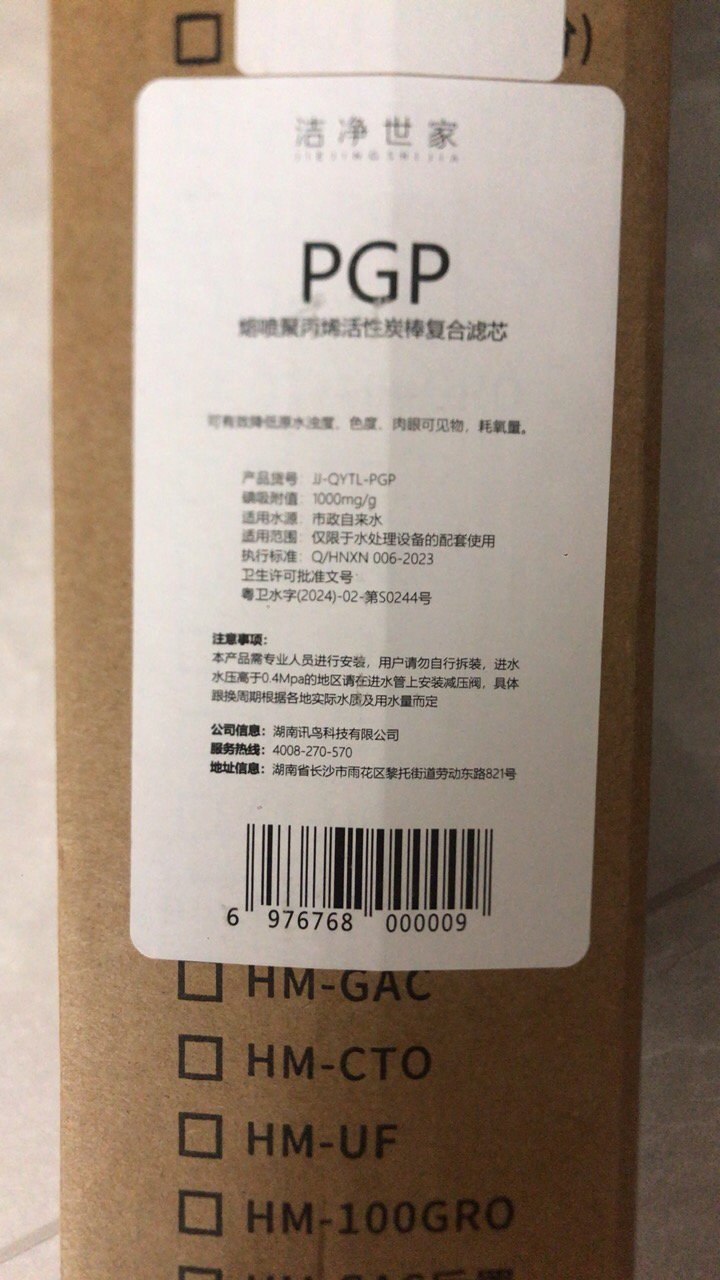 洁净世家
JIEJINGSHIJIA
PGP
熔喷聚丙烯活性炭棒复合滤芯
可有效降低原水浊度、色度、肉眼可见物，耗氧量。
产品货号：JJ-QYTL-PGP
碘吸附值：1000mg/g
适用水源：市政自来水
适用范围：仅限于水处理设备的配套使用
执行标准：Q/HNXN 006-2023
卫生许可批准文号
粤卫水字(2024)-02-第S0244号
注意事项：
本产品需专业人员进行安装，用户请勿自行拆装，进水
水压高于0.4Mpa的地区请在进水管上安装减压阀，具体
跟换周期根据各地实际水质及用水量而定
公司信息：湖南讯鸟科技有限公司
服务热线：4008-270-570
地址信息：湖南省长沙市雨花区黎托街道劳动东路821号
6 976768 000009
HM-GAC
HM-CTO
HM-UF
HM-100GRO